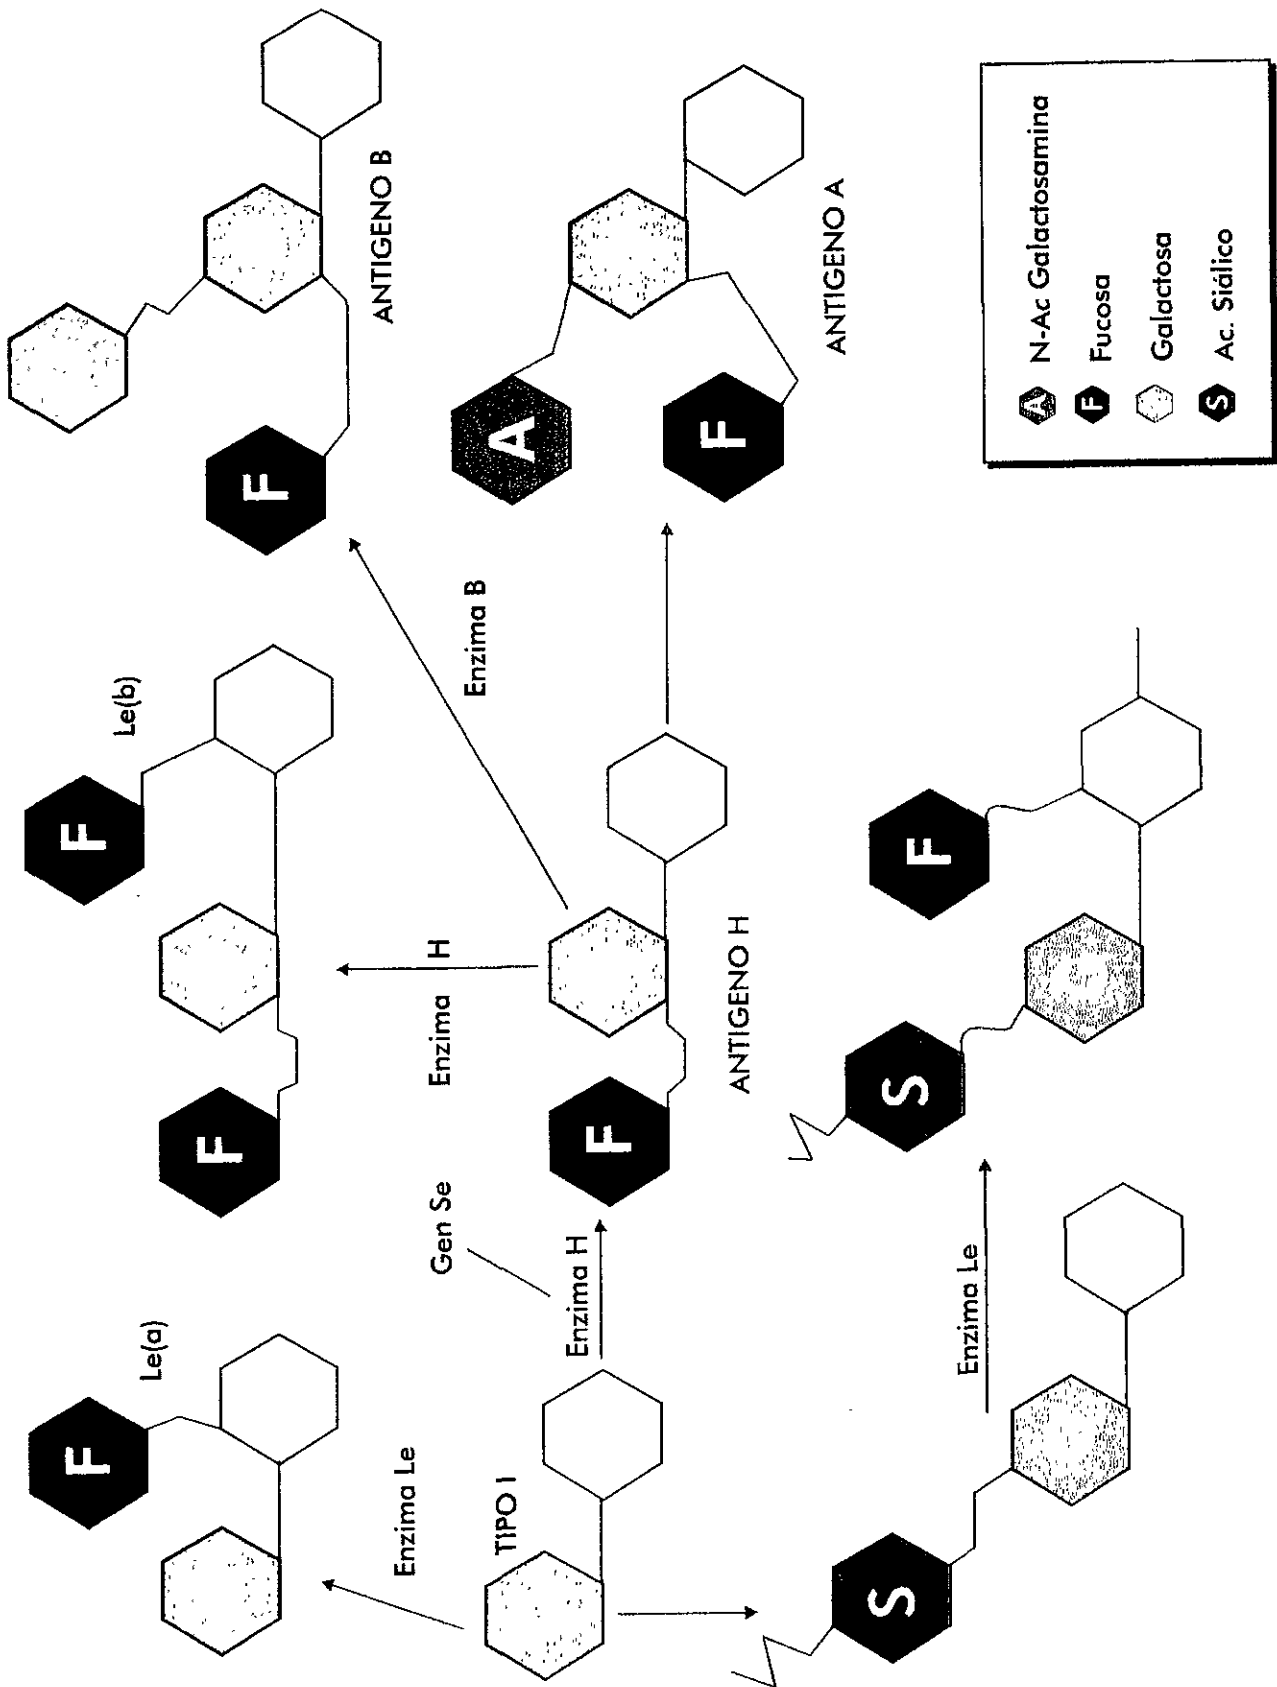 Le(a)
F
Enzima Le
TIPO I
Le(b)
F
F
Enzima H
Gen Se
Enzima H
F
ANTIGENO H
Enzima B
F
ANTIGENO B
A
F
ANTIGENO A
S
Enzima Le
S
F
A N-Ac Galactosamina
F Fucosa
Galactosa
S Ac. Siálico